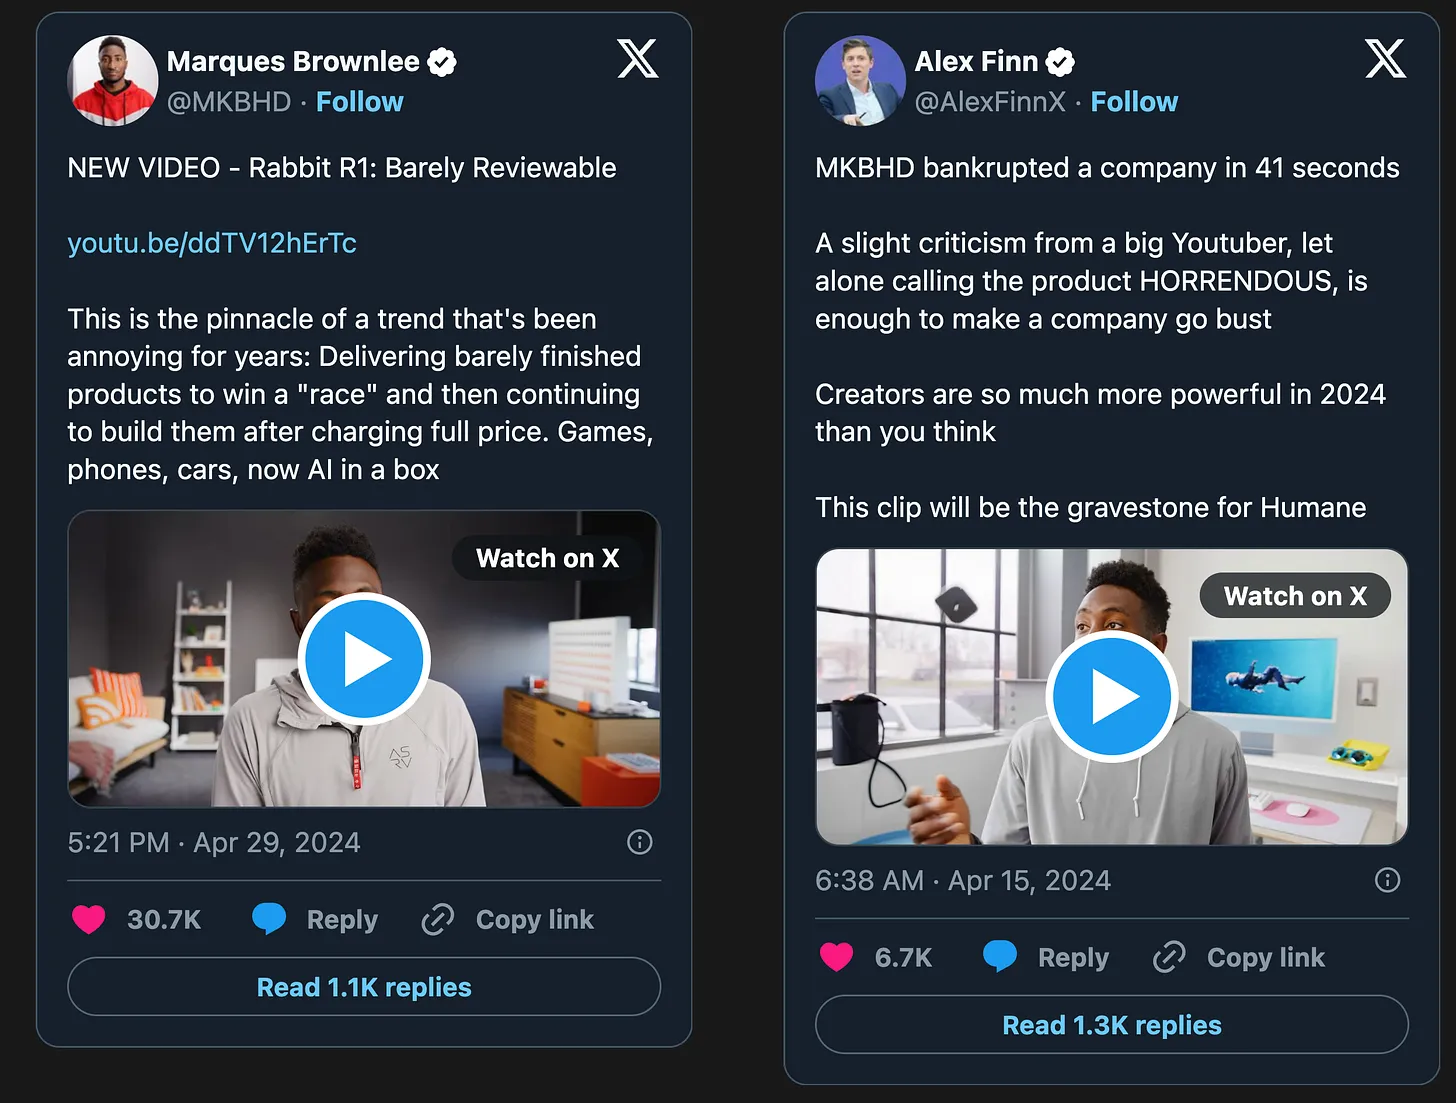 Marques Brownlee
@MKBHD · Follow
NEW VIDEO - Rabbit R1: Barely Reviewable
youtu.be/ddTV12hErTc
This is the pinnacle of a trend that's been
annoying for years: Delivering barely finished
products to win a "race" and then continuing
to build them after charging full price. Games,
phones, cars, now AI in a box
Watch on X
ASRV
5:21 PM · Apr 29, 2024
30.7K Reply Copy link
Read 1.1K replies
Alex Finn
@AlexFinnX · Follow
MKBHD bankrupted a company in 41 seconds
A slight criticism from a big Youtuber, let
alone calling the product HORRENDOUS, is
enough to make a company go bust
Creators are so much more powerful in 2024
than you think
This clip will be the gravestone for Humane
Watch on X
6:38 AM · Apr 15, 2024
6.7K Reply Copy link
Read 1.3K replies